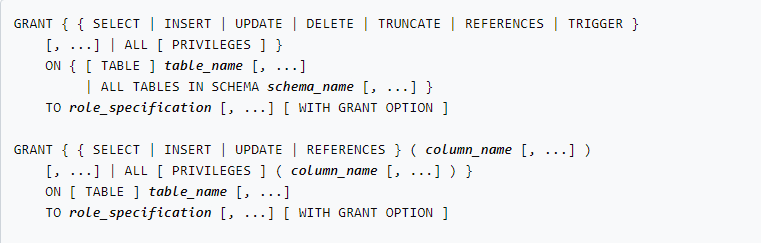 GRANT { { SELECT | INSERT | UPDATE | DELETE | TRUNCATE | REFERENCES | TRIGGER }
    [, ...] | ALL [ PRIVILEGES ] }
    ON { [ TABLE ] table_name [, ...]
         | ALL TABLES IN SCHEMA schema_name [, ...] }
    TO role_specification [, ...] [ WITH GRANT OPTION ]

GRANT { { SELECT | INSERT | UPDATE | REFERENCES } ( column_name [, ...] )
    [, ...] | ALL [ PRIVILEGES ] ( column_name [, ...] ) }
    ON [ TABLE ] table_name [, ...]
    TO role_specification [, ...] [ WITH GRANT OPTION ]